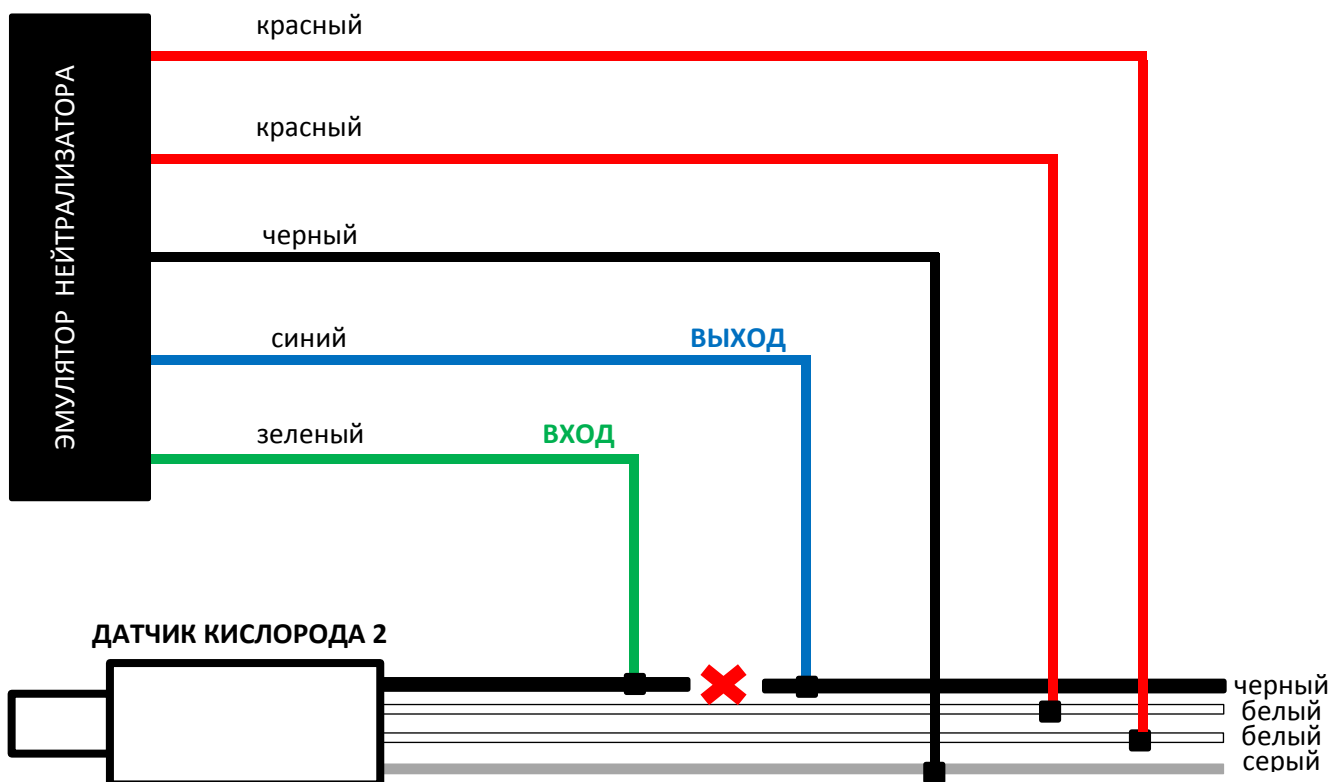 красный
ЭМУЛЯТОР НЕЙТРАЛИЗАТОРА
красный
черный
синий
ВЫХОД
зеленый
ВХОД
ДАТЧИК КИСЛОРОДА 2
черный
белый
белый
серый